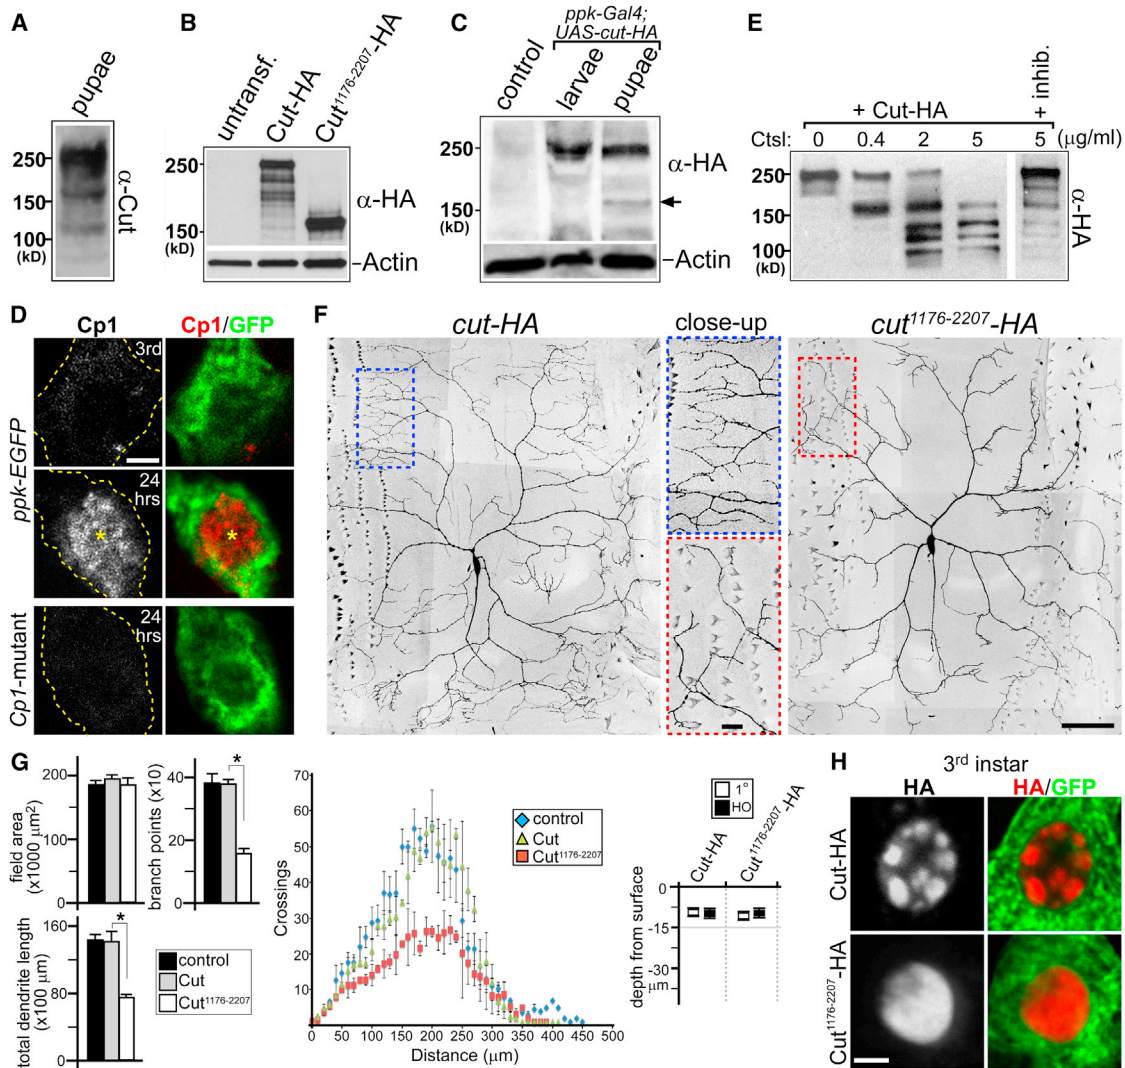 A
pupae
250
150
100
(kD)
α-Cut
B
untransf.
Cut-HA
Cut1176-2207-HA
250
150
(kD)
α-HA
-Actin
C
ppk-Gal4;
UAS-cut-HA
control
larvae
pupae
250
150
(kD)
α-HA
-Actin
E
+ Cut-HA
+ inhib.
Ctsl: 0 0.4 2 5 5 (μg/ml)
250
150
100
(kD)
α-HA
D
Cp1
Cp1/GFP
ppk-EGFP
3rd
24
hrs
*
*
Cp1-mutant
24
hrs
F
cut-HA
close-up
cut1176-2207-HA
G
field area
(x1000 μm2)
200
100
0
branch points (x10)
40
20
0
*
total dendrite length
(x100 μm)
160
80
0
*
control
Cut
Cut1176-2207
Crossings
70
60
50
40
30
20
10
0 50 100 150 200 250 300 350 400 450 500
Distance (μm)
control
Cut
Cut1176-2207
1°
HO
Cut-HA
Cut1176-2207-HA
depth from surface
0
-15
-30
μm
H
3rd instar
HA
HA/GFP
Cut-HA
Cut1176-2207-HA